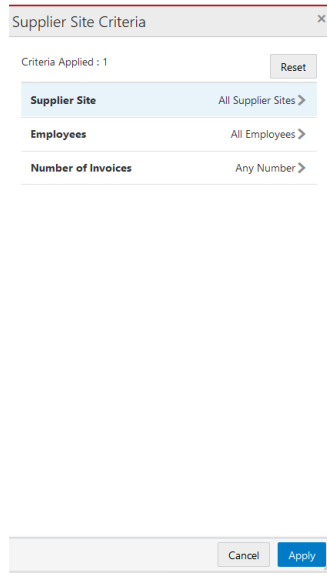 Supplier Site Criteria ×
Criteria Applied : 1 Reset
Supplier Site All Supplier Sites
Employees All Employees
Number of Invoices Any Number
Cancel Apply